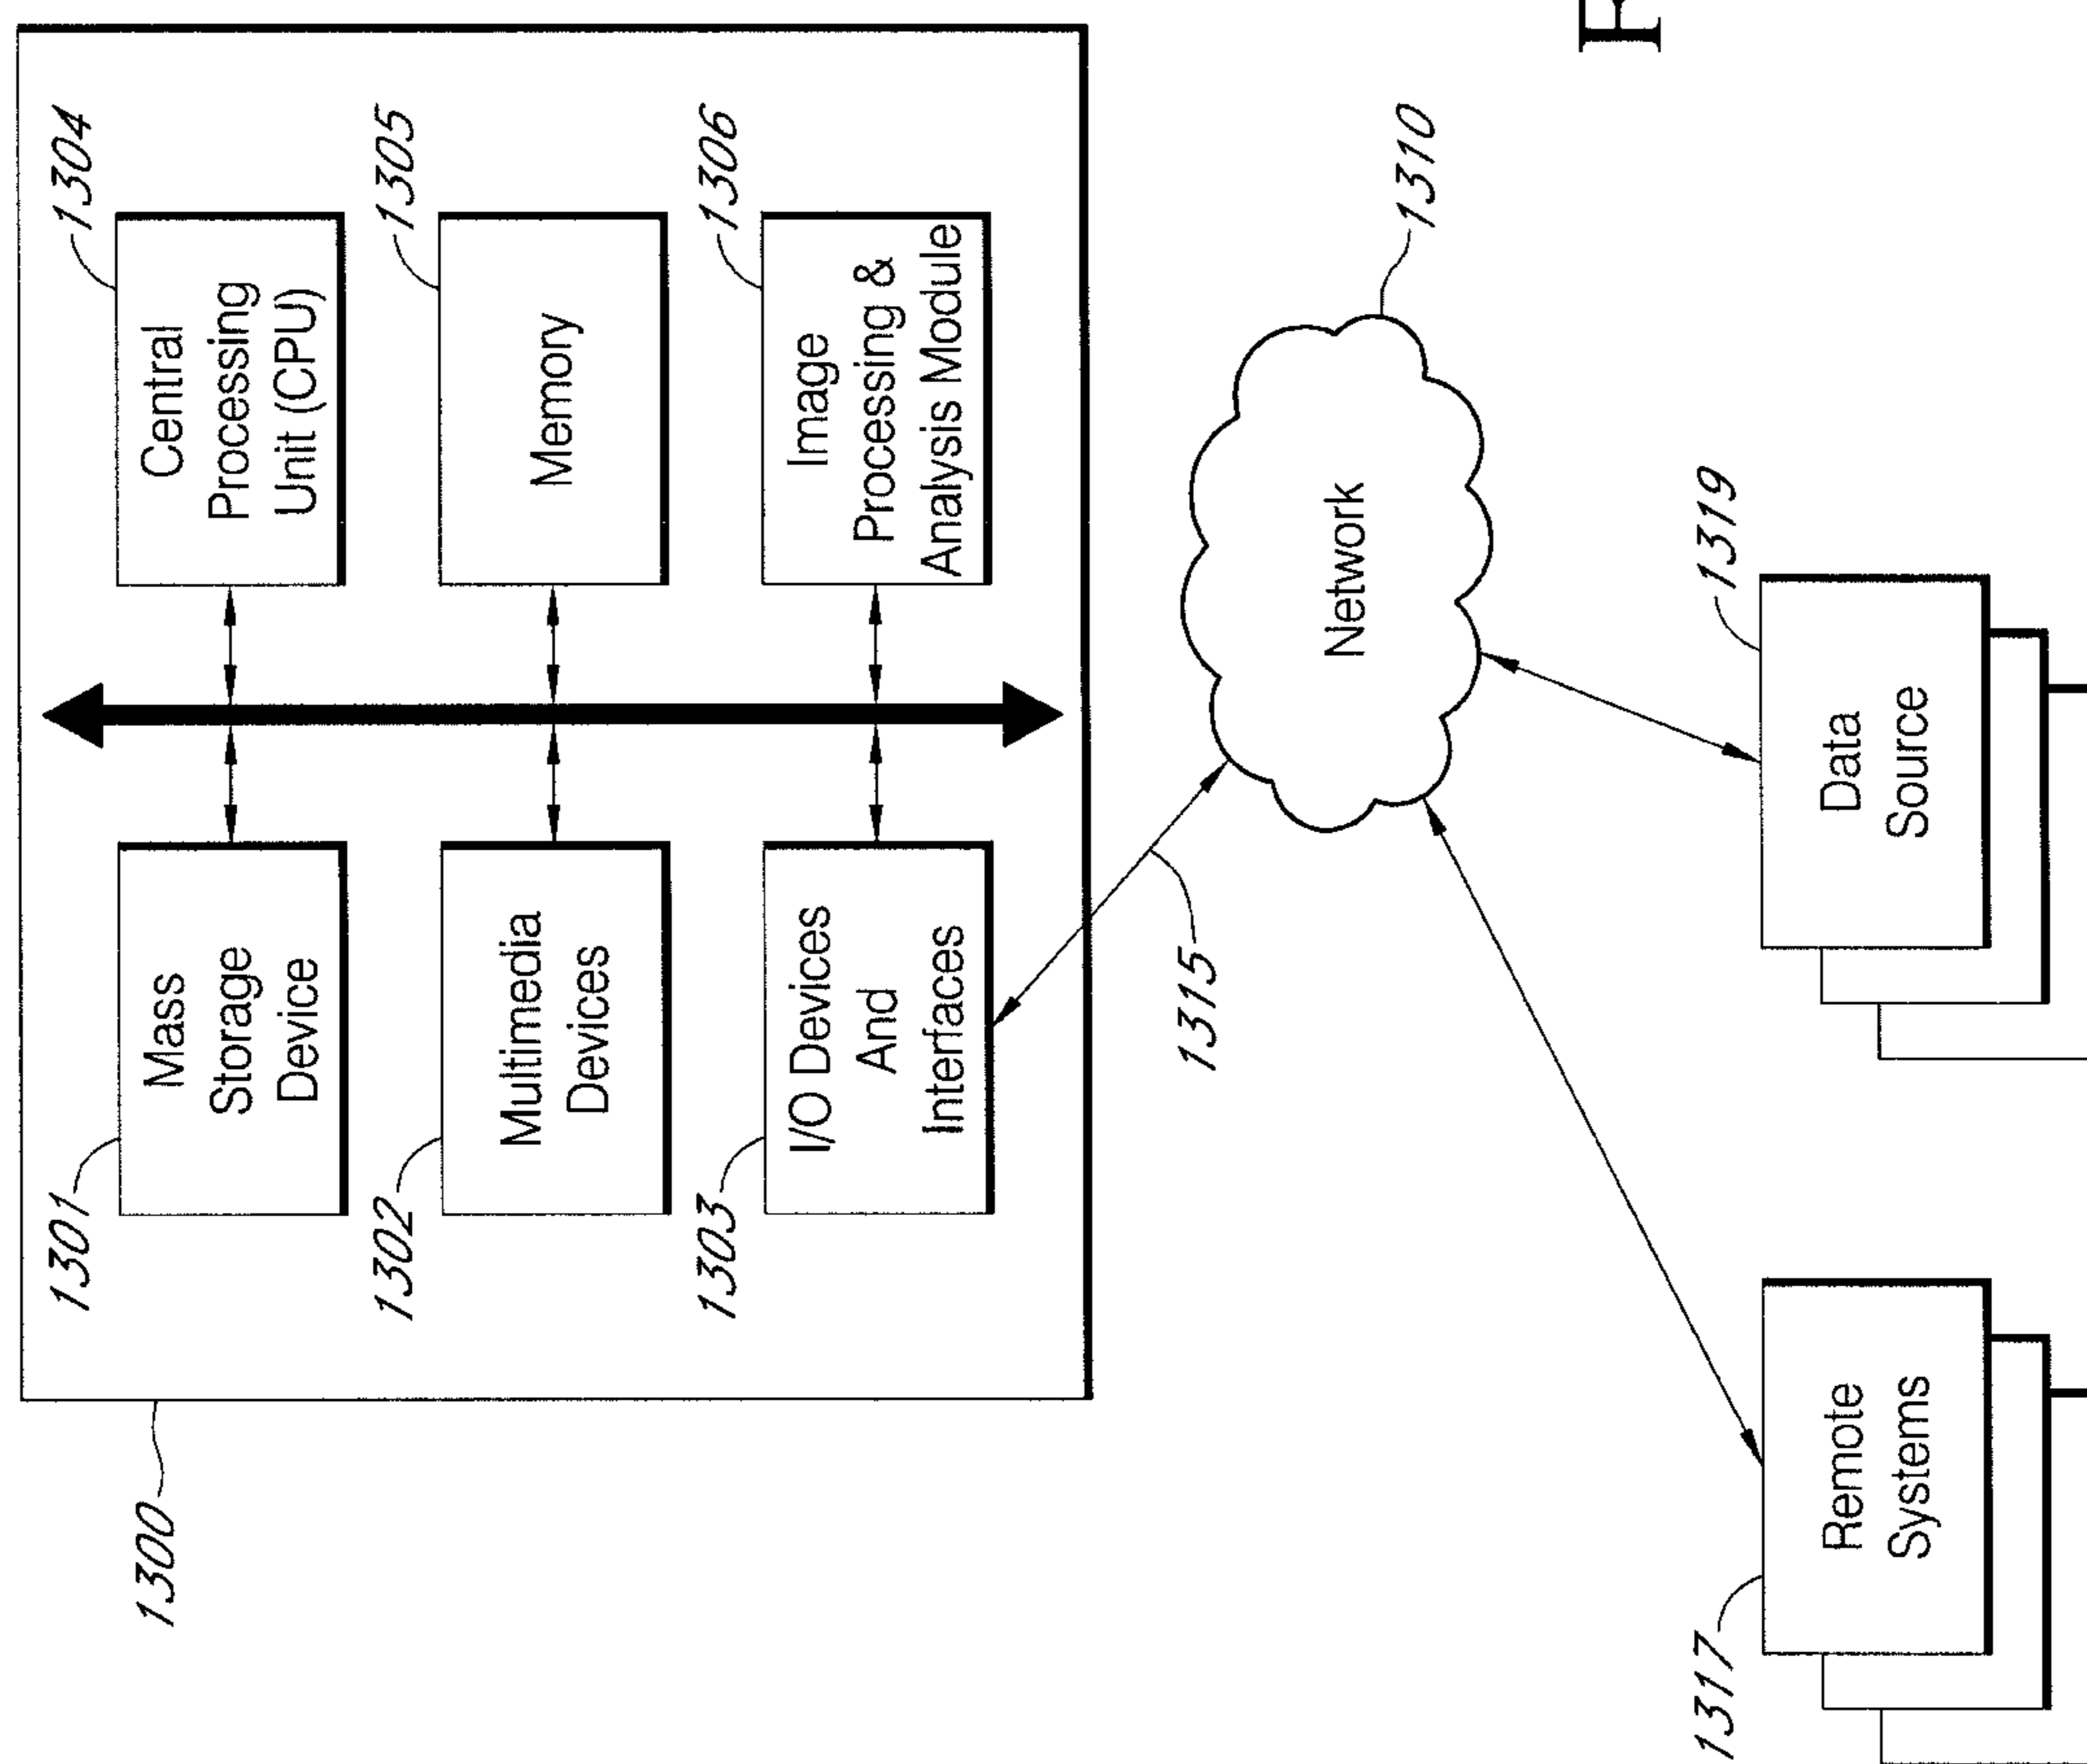 1300
1301
Mass
Storage
Device
1304
Central
Processing
Unit (CPU)
1302
Multimedia
Devices
1305
Memory
1303
I/O Devices
And
Interfaces
1306
Image
Processing &
Analysis Module
1315
Network
1310
1317
Remote
Systems
1319
Data
Source